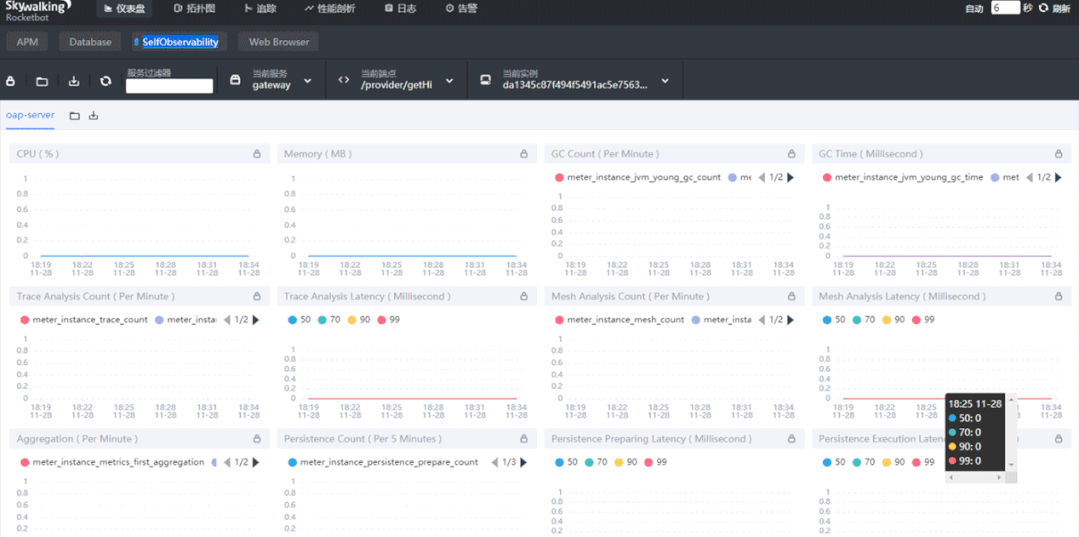 Skywalking
Rocketbot
仪表盘 拓扑图 追踪 性能剖析 日志 告警 自动 6 秒 刷新
APM Database SelfObservability Web Browser
服务过滤器 当前服务 当前端点 当前实例
gateway /provider/getHi da1345c87f494f5491ac5e7563...
oap-server
CPU ( % ) Memory ( MB ) GC Count ( Per Minute ) GC Time ( Millisecond )
meter_instance_jvm_young_gc_count me 1/2 meter_instance_jvm_young_gc_time met 1/2
1 1 1 1
0.8 0.8 0.8 0.8
0.6 0.6 0.6 0.6
0.4 0.4 0.4 0.4
0.2 0.2 0.2 0.2
0 0 0 0
18:19 18:22 18:25 18:28 18:31 18:34 18:19 18:22 18:25 18:28 18:31 18:34 18:19 18:22 18:25 18:28 18:31 18:34 18:19 18:22 18:25 18:28 18:31 18:34
11-28 11-28 11-28 11-28 11-28 11-28 11-28 11-28 11-28 11-28 11-28 11-28 11-28 11-28 11-28 11-28 11-28 11-28 11-28 11-28 11-28 11-28 11-28 11-28
Trace Analysis Count ( Per Minute ) Trace Analysis Latency ( Millisecond ) Mesh Analysis Count ( Per Minute ) Mesh Analysis Latency ( Millisecond )
meter_instance_trace_count meter_insta 1/2 50 70 90 99 meter_instance_mesh_count meter_insta 1/2 50 70 90 99
1 1 1 1
0.8 0.8 0.8 0.8
0.6 0.6 0.6 0.6
0.4 0.4 0.4 0.4
0.2 0.2 0.2 0.2
0 0 0 0
18:19 18:22 18:25 18:28 18:31 18:34 18:19 18:22 18:25 18:28 18:31 18:34 18:19 18:22 18:25 18:28 18:31 18:34 18:19 18:22 18:25 18:31 18:34
11-28 11-28 11-28 11-28 11-28 11-28 11-28 11-28 11-28 11-28 11-28 11-28 11-28 11-28 11-28 11-28 11-28 11-28 11-28 11-28 11-28 11-28 11-28
18:25 11-28
50: 0
70: 0
90: 0
99: 0
Aggregation ( Per Minute ) Persistence Count ( Per 5 Minutes ) Persistence Preparing Latency ( Millisecond ) Persistence Execution Laten
meter_instance_metrics_first_aggregation 1/2 meter_instance_persistence_prepare_count 1/3 50 70 90 99 50 70 90 99
1 1 1 1
0.8 0.8 0.8 0.8
0.6 0.6 0.6 0.6
0.4 0.4 0.4 0.4
0.2 0.2 0.2 0.2